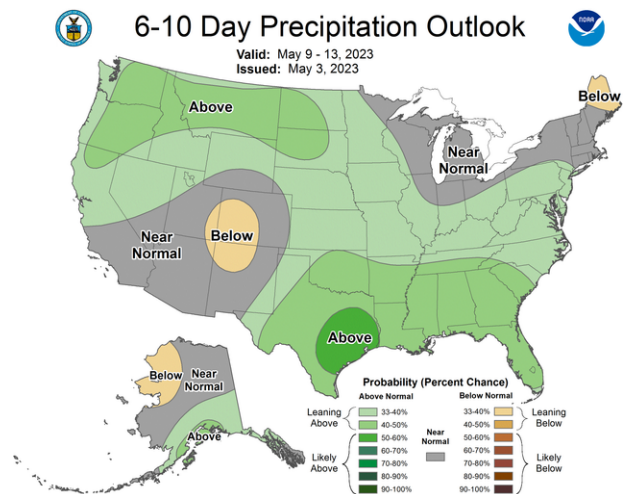 6-10 Day Precipitation Outlook
NOAA
Valid: May 9 - 13, 2023
Issued: May 3, 2023
Above
Below
Near
Normal
Near
Normal
Below
Above
Below
Near
Normal
Above
Probability (Percent Chance)
Above Normal
Below Normal
Leaning
Above
33-40%
40-50%
Likely
Above
50-60%
60-70%
70-80%
80-90%
90-100%
Near
Normal
33-40%
40-50%
Leaning
Below
50-60%
60-70%
70-80%
80-90%
90-100%
Likely
Below